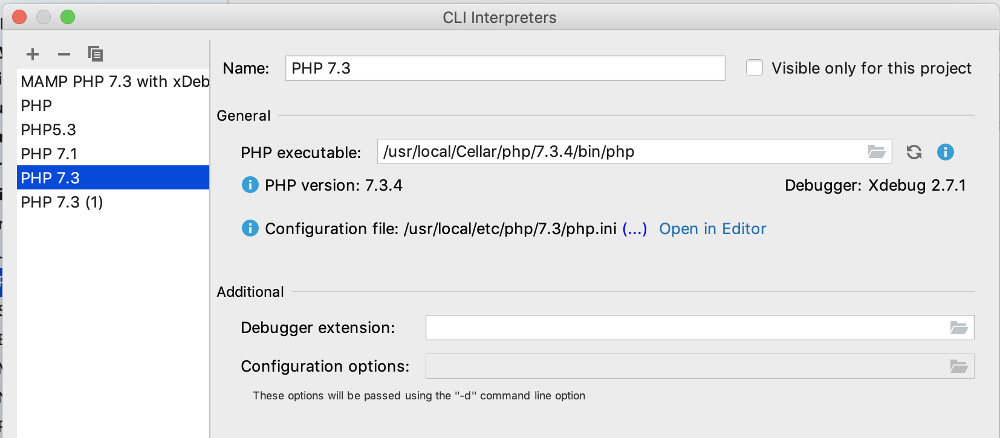 CLI Interpreters
MAMP PHP 7.3 with xDeb
PHP
PHP5.3
PHP 7.1
PHP 7.3
PHP 7.3 (1)
Name: PHP 7.3 Visible only for this project
General
PHP executable: /usr/local/Cellar/php/7.3.4/bin/php
PHP version: 7.3.4 Debugger: Xdebug 2.7.1
Configuration file: /usr/local/etc/php/7.3/php.ini (...) Open in Editor
Additional
Debugger extension:
Configuration options:
These options will be passed using the "-d" command line option